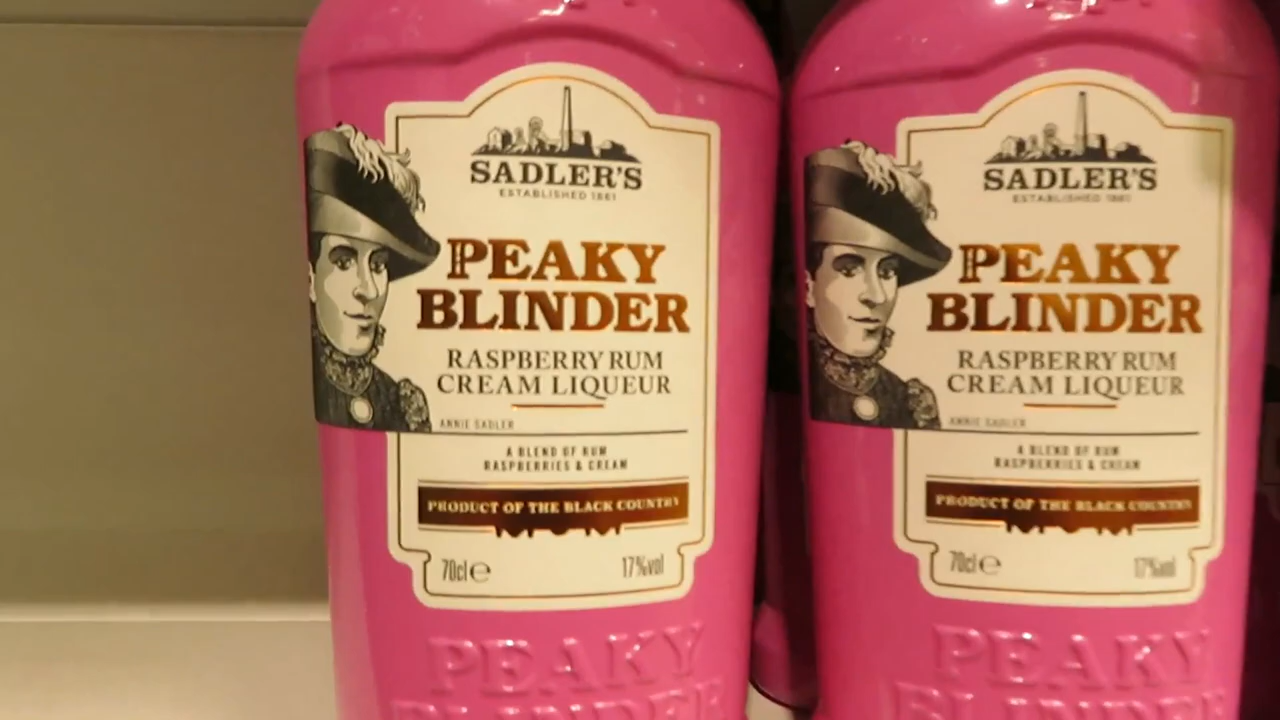 SADLER'S
ESTABLISHED 1861
PEAKY
BLINDER
RASPBERRY RUM
CREAM LIQUEUR
ANNIE SADLER
A BLEND OF RUM
RASPBERRIES & CREAM
PRODUCT OF THE BLACK COUNTRY
70cl ℮ 17%vol
PEAKY
BLINDER
SADLER'S
ESTABLISHED 1861
PEAKY
BLINDER
RASPBERRY RUM
CREAM LIQUEUR
ANNIE SADLER
A BLEND OF RUM
RASPBERRIES & CREAM
PRODUCT OF THE BLACK COUNTRY
70cl ℮ 17%vol
PEAKY
BLINDER